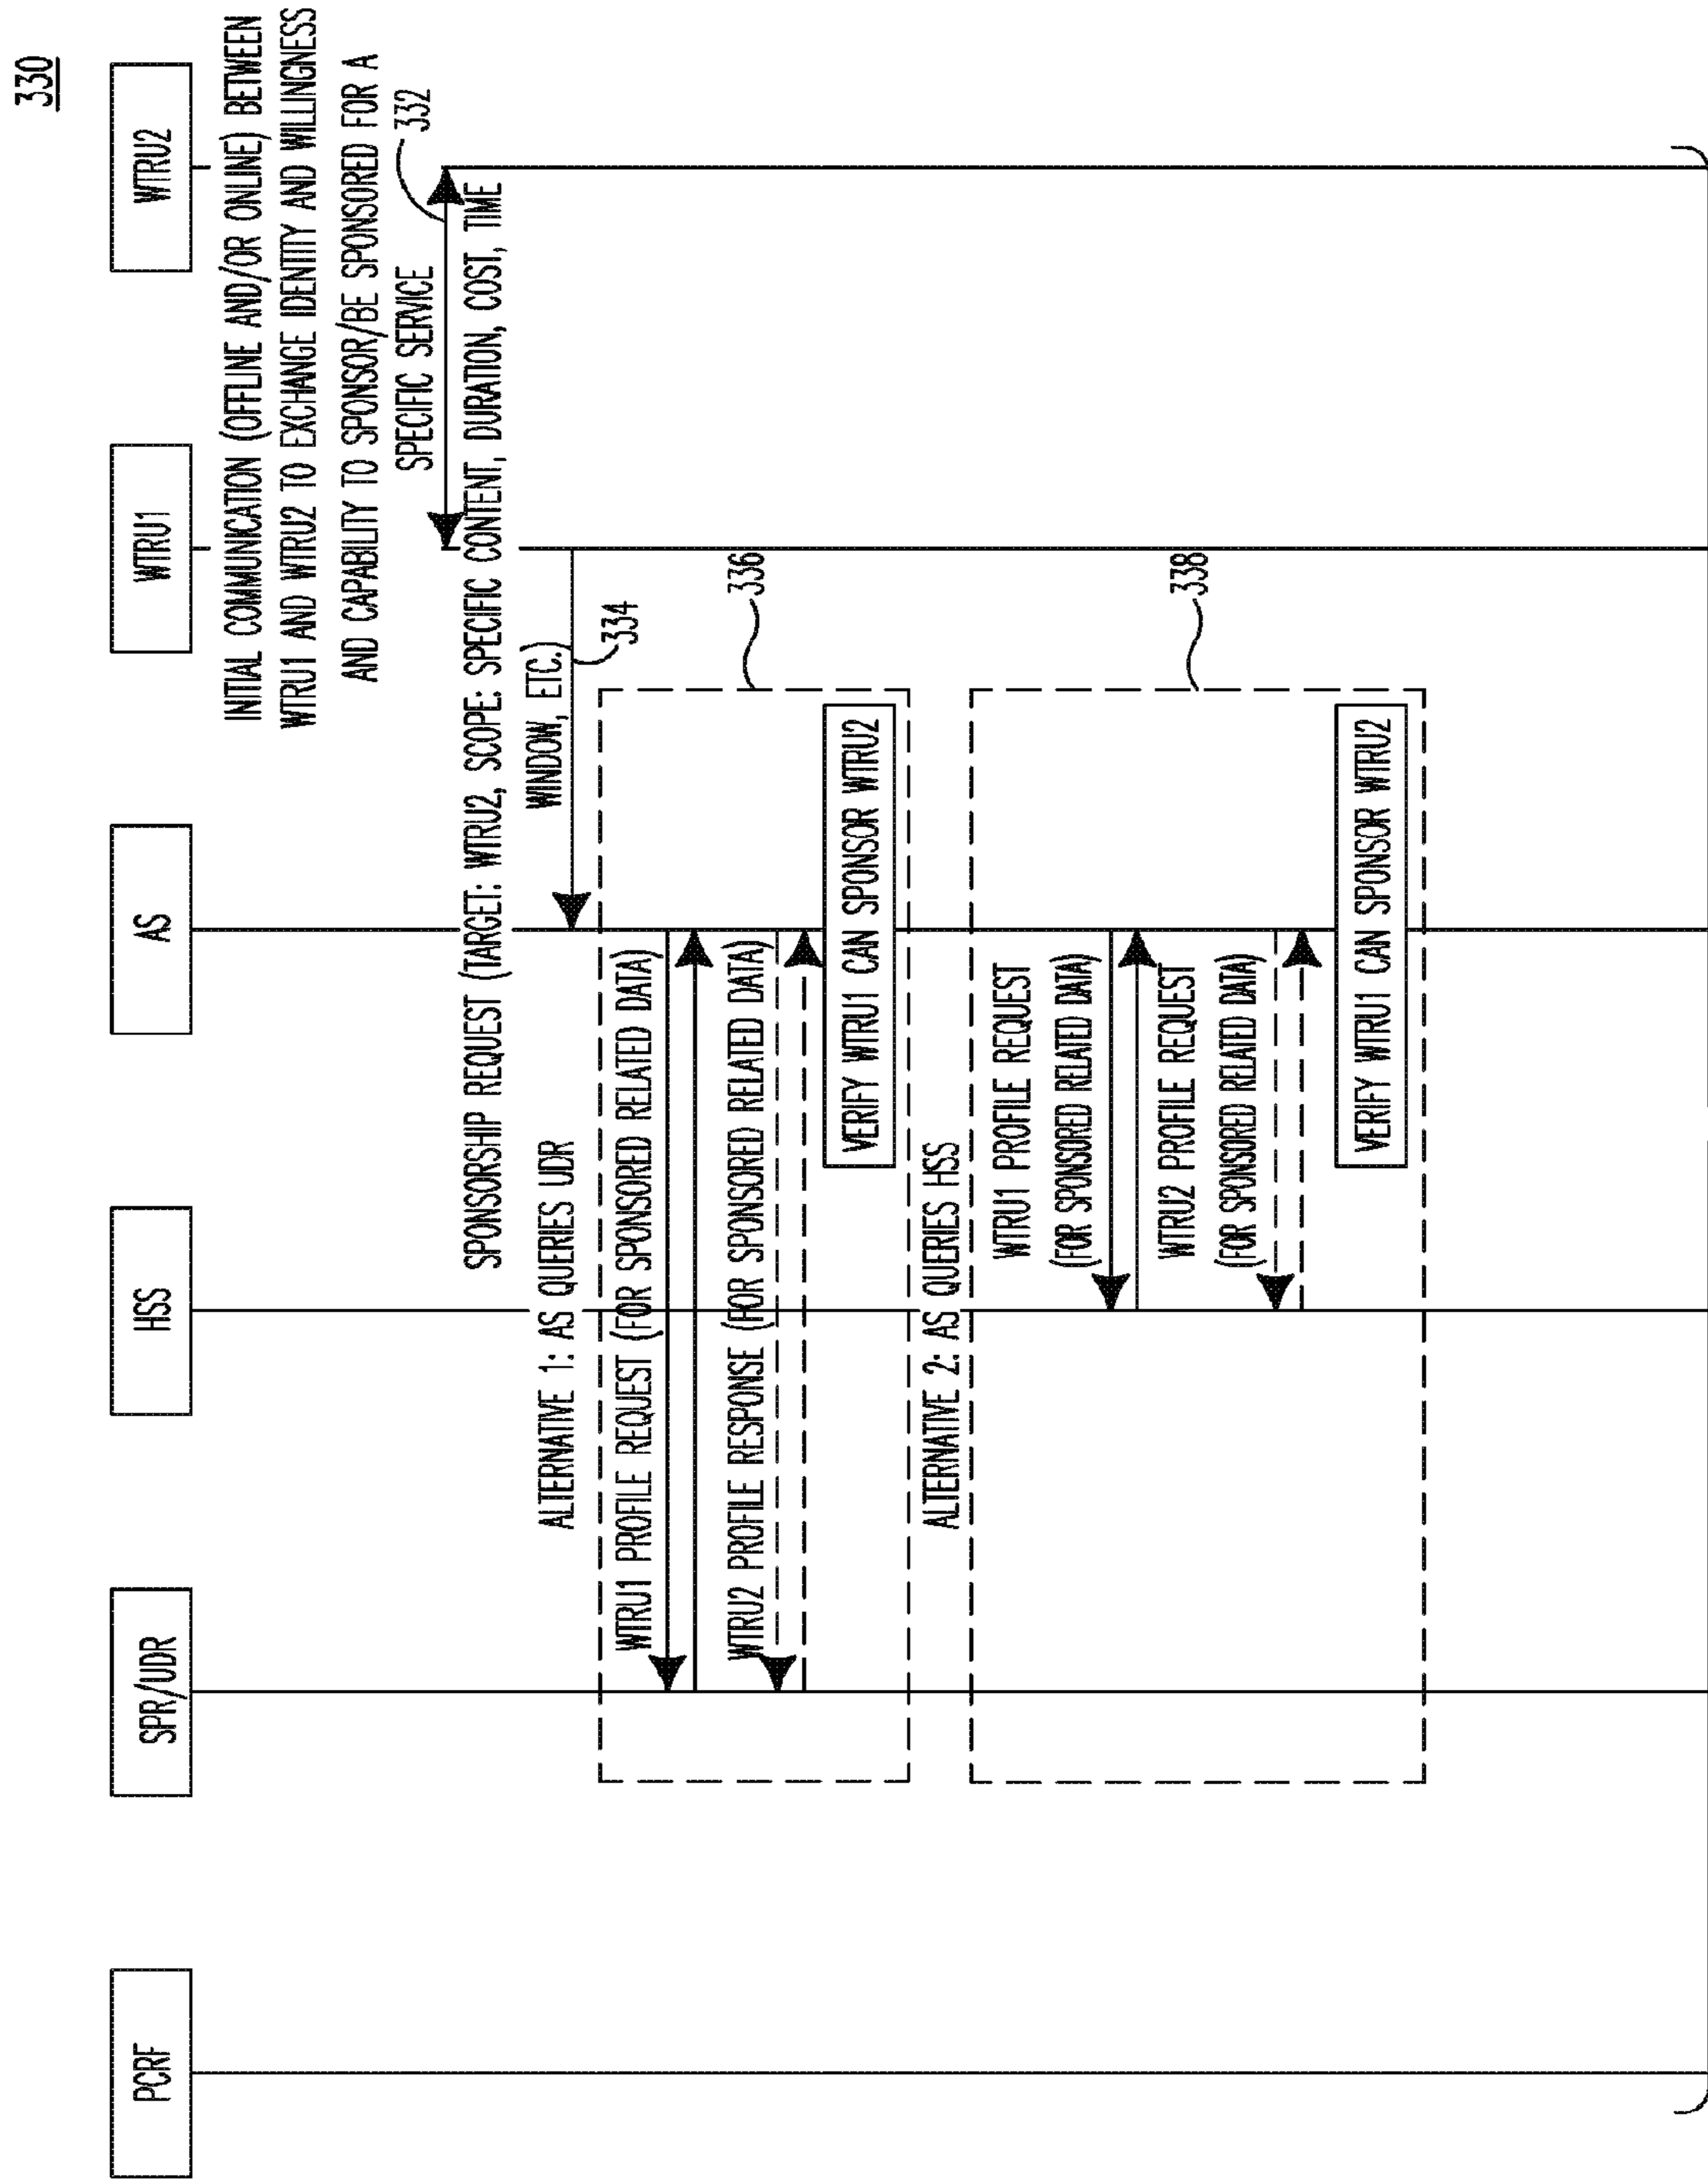 330
PCRF
SPR/UDR
HSS
AS
WTRU1
WTRU2
INITIAL COMMUNICATION (OFFLINE AND/OR ONLINE) BETWEEN
WTRU1 AND WTRU2 TO EXCHANGE IDENTITY AND WILLINGNESS
AND CAPABILITY TO SPONSOR/BE SPONSORED FOR A
SPECIFIC SERVICE
332
SPONSORSHIP REQUEST (TARGET: WTRU2, SCOPE: SPECIFIC CONTENT, DURATION, COST, TIME
WINDOW, ETC.)
334
ALTERNATIVE 1: AS QUERIES UDR
WTRU1 PROFILE REQUEST (FOR SPONSORED RELATED DATA)
336
WTRU2 PROFILE RESPONSE (FOR SPONSORED RELATED DATA)
VERIFY WTRU1 CAN SPONSOR WTRU2
ALTERNATIVE 2: AS QUERIES HSS
WTRU1 PROFILE REQUEST
(FOR SPONSORED RELATED DATA)
338
WTRU2 PROFILE REQUEST
(FOR SPONSORED RELATED DATA)
VERIFY WTRU1 CAN SPONSOR WTRU2